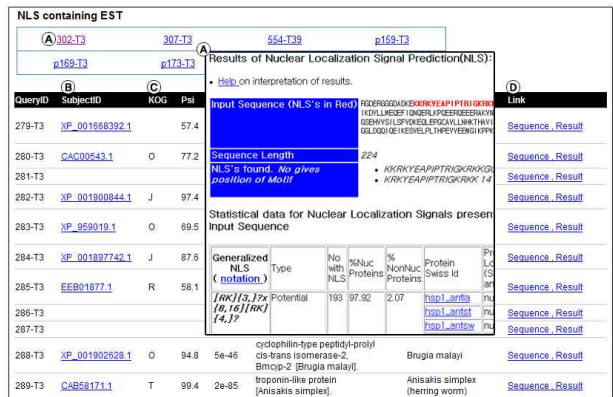 NLS containing EST
A 302-T3 307-T3 554-T39 p159-T3
p169-T3 p173-T3
A
Results of Nuclear Localization Signal Prediction(NLS):
• Help on interpretation of results.
Input Sequence (NLS's in Red)
Sequence Length 224
NLS's found. No gives position of Motif
• KKRKYEAPIPTRIGKRKKG
• KRKYEAPIPTRIGKRKK 14
Statistical data for Nuclear Localization Signals presen
Input Sequence
Generalized NLS ( notation ) Type No with NLS %Nuc Proteins % NonNuc Proteins Protein Swiss Id
[RK]{3,}?x{8,16}[RK]{4,}? Potential 193 97.92 2.07 hsp1_antla nu
hsp1_antst nu
hsp1_antsw nu
B C D
QueryID SubjectID KOG Psi Link
279-T3 XP_001668392.1 57.4 Sequence , Result
280-T3 CAC00543.1 O 77.2 Sequence , Result
281-T3 Sequence , Result
282-T3 XP_001900844.1 J 97.4 Sequence , Result
283-T3 XP_959019.1 O 69.5 Sequence , Result
284-T3 XP_001897742.1 J 87.6 Sequence , Result
285-T3 EEB01877.1 R 58.1 Sequence , Result
286-T3 Sequence , Result
287-T3 Sequence , Result
288-T3 XP_001902628.1 O 94.8 5e-46 cyclophilin-type peptidyl-prolyl cis-trans isomerase-2, Bmcyp-2 [Brugia malayi]. Brugia malayi Sequence , Result
289-T3 CAB58171.1 T 99.4 2e-85 troponin-like protein [Anisakis simplex]. Anisakis simplex (herring worm) Sequence , Result